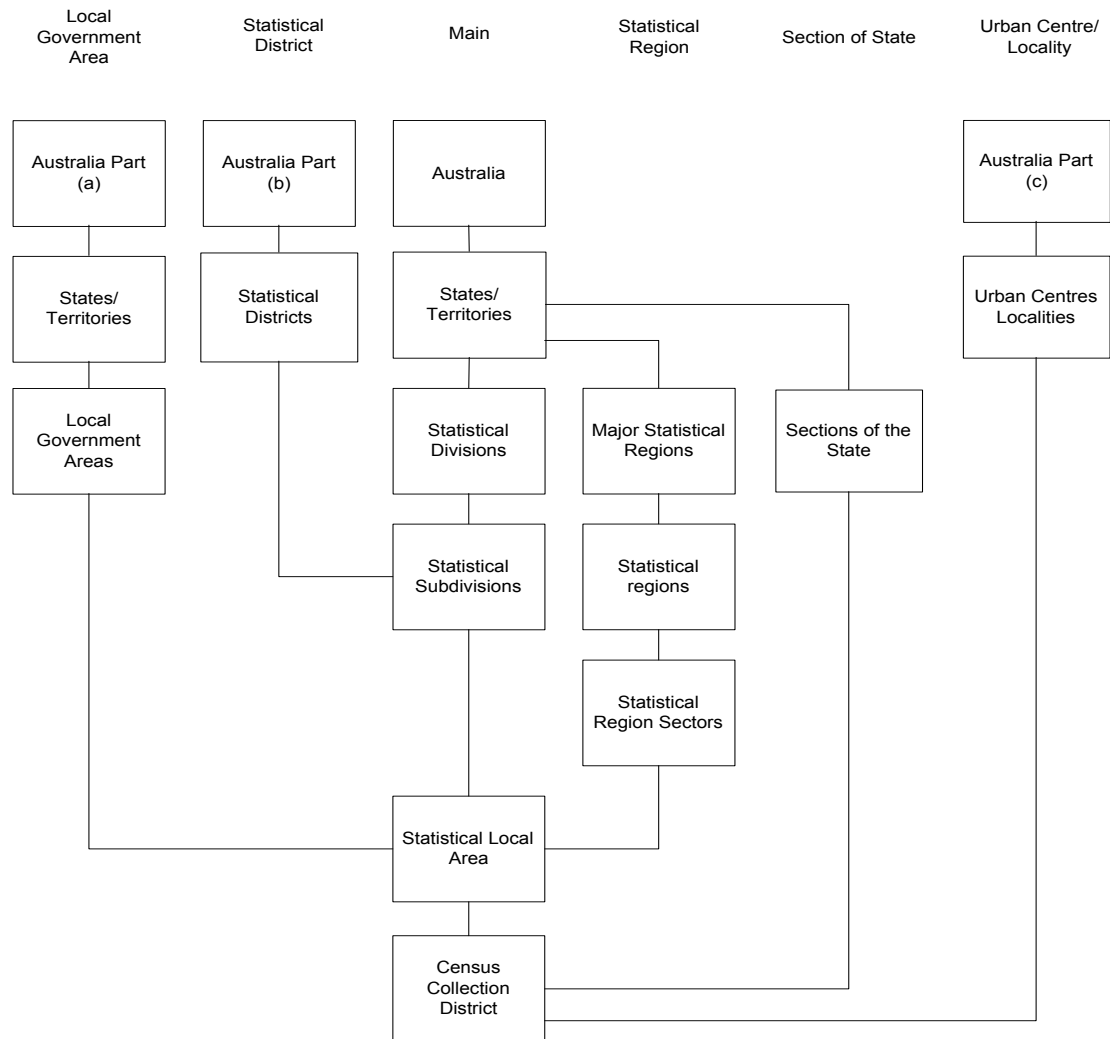 Local
Government
Area
Statistical
District
Main
Statistical
Region
Section of State
Urban Centre/
Locality
Australia Part
(a)
Australia Part
(b)
Australia
Australia Part
(c)
States/
Territories
Statistical
Districts
States/
Territories
Urban Centres
Localities
Local
Government
Areas
Statistical
Divisions
Major Statistical
Regions
Sections of the
State
Statistical
Subdivisions
Statistical
regions
Statistical
Region Sectors
Statistical Local
Area
Census
Collection
District